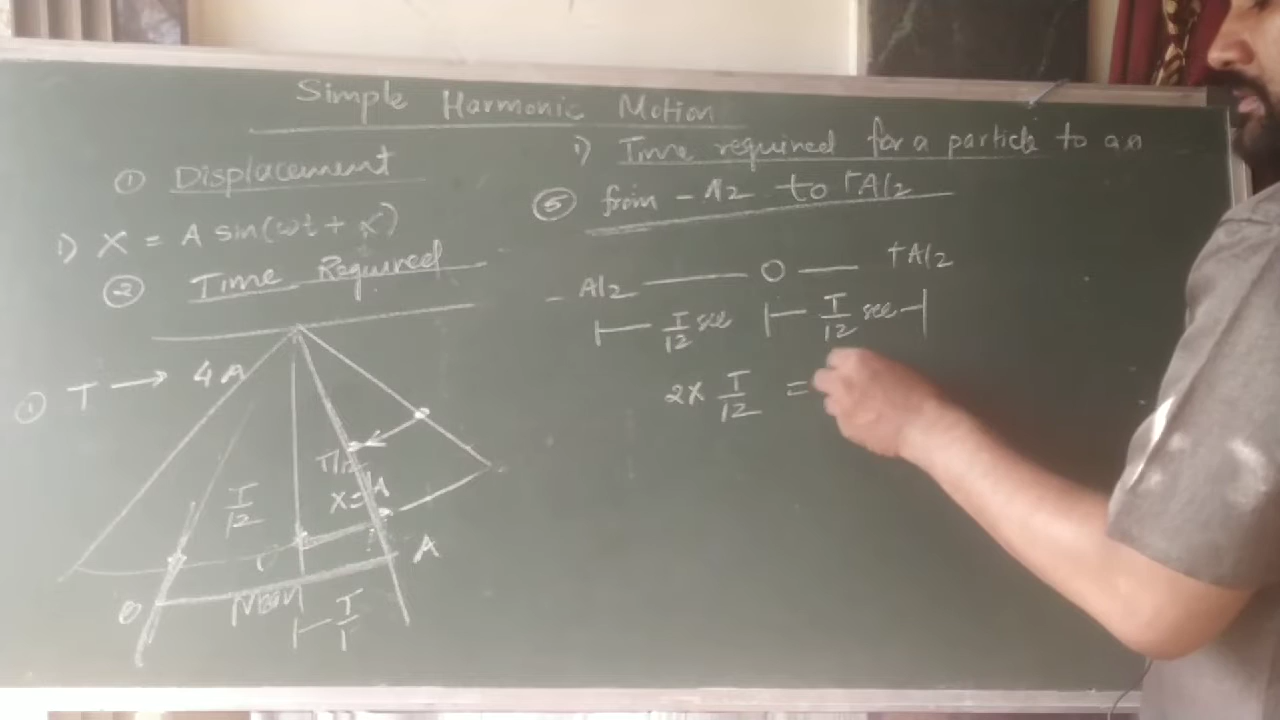 Simple Harmonic Motion
① Displacement
1) X = A sin(ωt + α)
② Time Required
① T → 4A
T/12
X = A
A
B
Mean
1) Time required for a particle to
⑤ from - A/2 to +A/2
- A/2 — O — +A/2
T/12 sec T/12 sec
2 x T/12 =